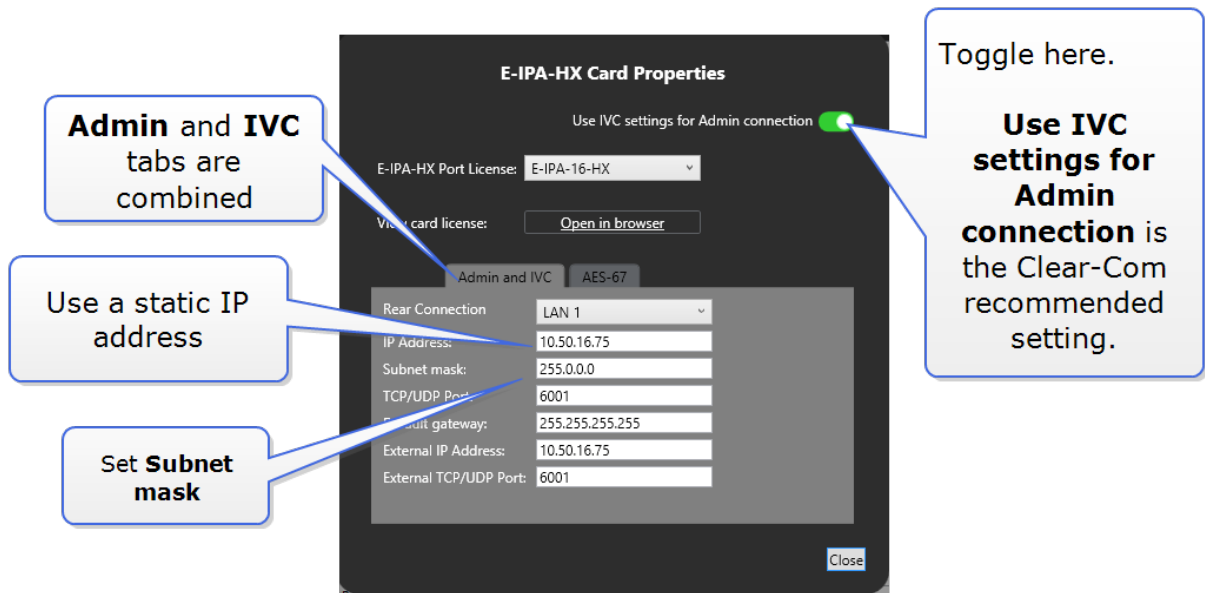 E-IPA-HX Card Properties
Use IVC settings for Admin connection
E-IPA-HX Port License: E-IPA-16-HX
View card license: Open in browser
Admin and IVC AES-67
Rear Connection LAN 1
IP Address: 10.50.16.75
Subnet mask: 255.0.0.0
TCP/UDP Port: 6001
Default gateway: 255.255.255.255
External IP Address: 10.50.16.75
External TCP/UDP Port: 6001
Close
Admin and IVC
tabs are
combined
Use a static IP
address
Set Subnet
mask
Toggle here.
Use IVC
settings for
Admin
connection is
the Clear-Com
recommended
setting.